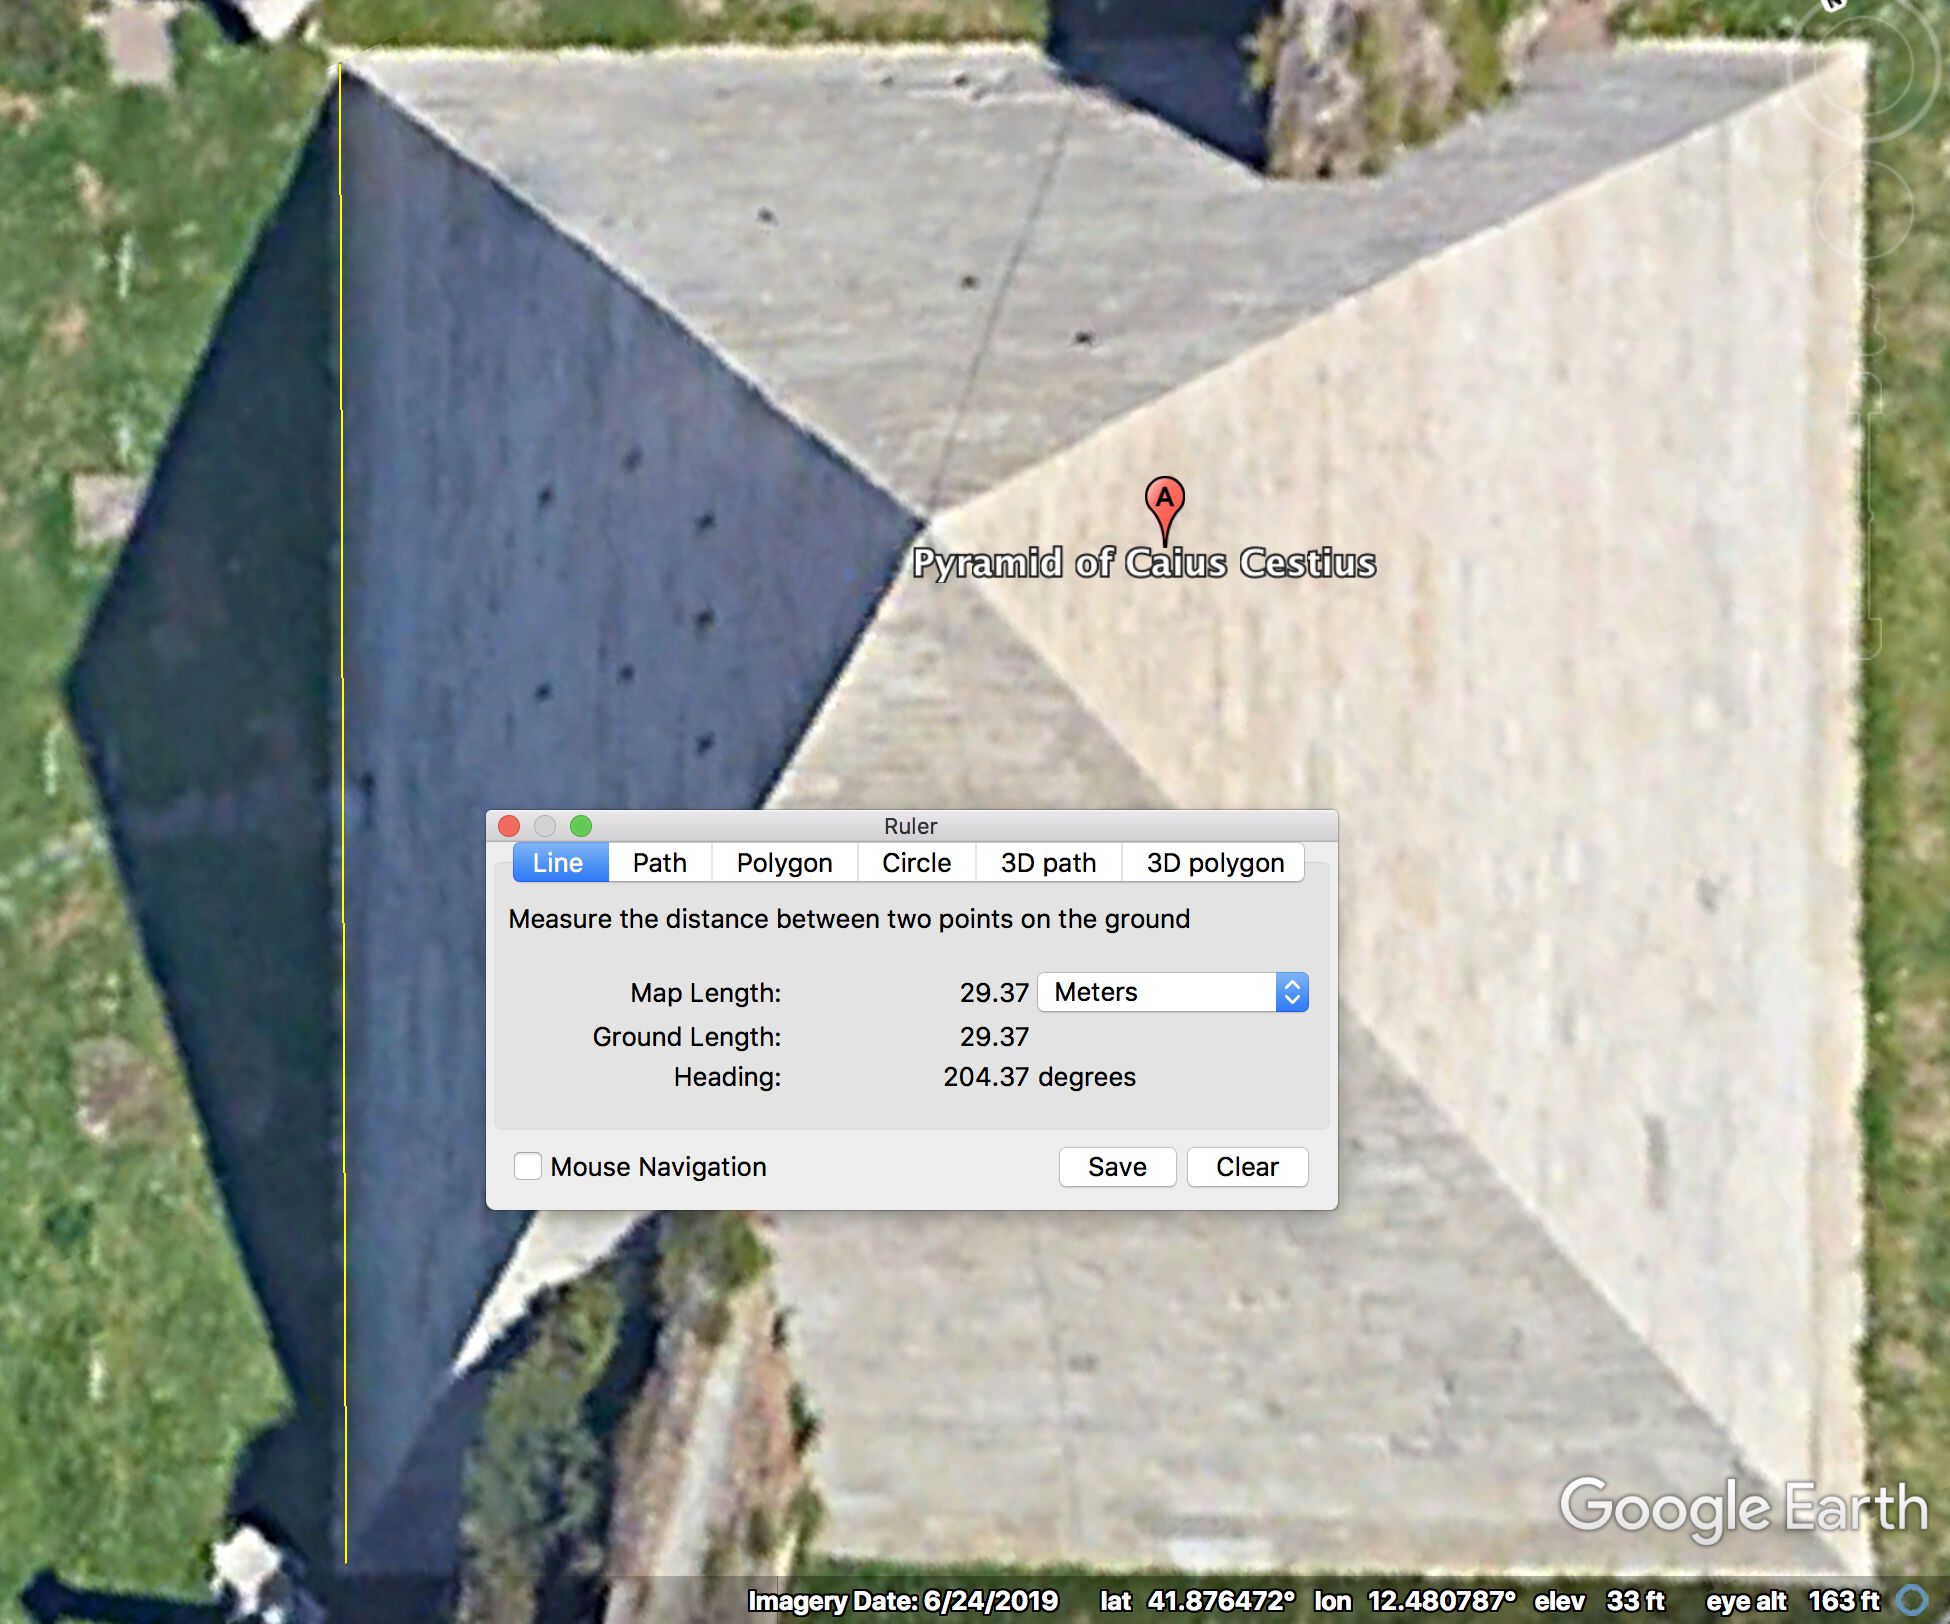 N
A
Pyramid of Caius Cestius
Ruler
Line Path Polygon Circle 3D path 3D polygon
Measure the distance between two points on the ground
Map Length: 29.37 Meters
Ground Length: 29.37
Heading: 204.37 degrees
Mouse Navigation Save Clear
Google Earth
Imagery Date: 6/24/2019 lat 41.876472° lon 12.480787° elev 33 ft eye alt 163 ft